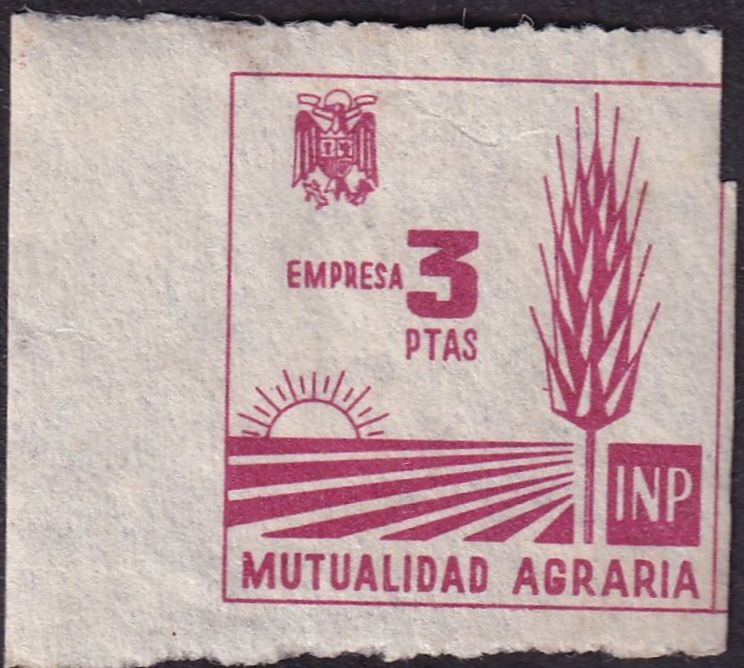 EMPRESA 3
PTAS
INP
MUTUALIDAD AGRARIA